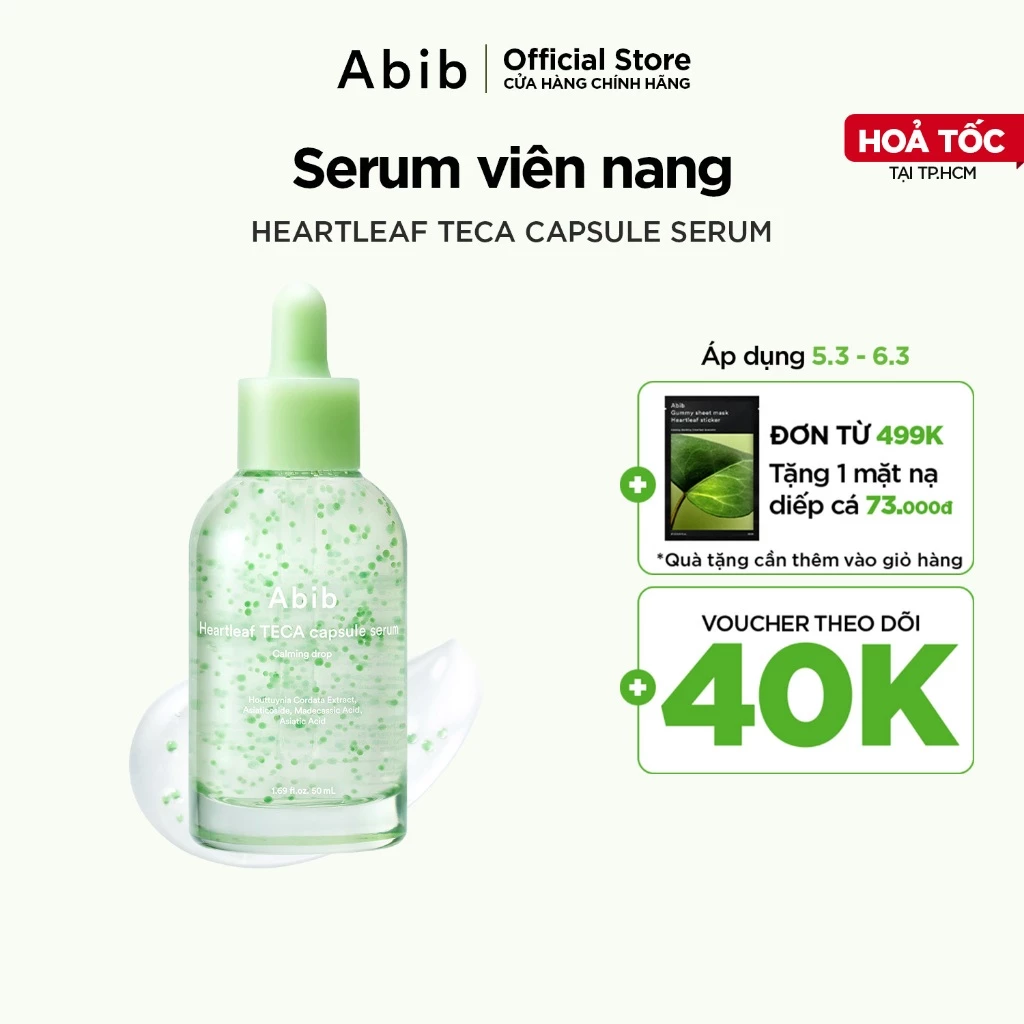 Abib
Official Store
CỬA HÀNG CHÍNH HÃNG
HOẢ TỐC
TẠI TP.HCM
Serum viên nang
HEARTLEAF TECA CAPSULE SERUM
Áp dụng 5.3 - 6.3
Abib
Gummy sheet mask
Heartleaf sticker
ĐƠN TỪ 499K
Tặng 1 mặt nạ
diếp cá 73.000đ
*Quà tặng cần thêm vào giỏ hàng
VOUCHER THEO DÕI
40K
Abib
Heartleaf TECA capsule serum
Calming drop
Houttuynia Cordata Extract,
Asiaticoside, Madecassic Acid,
Asiatic Acid
1.69 fl.oz. 50 mL